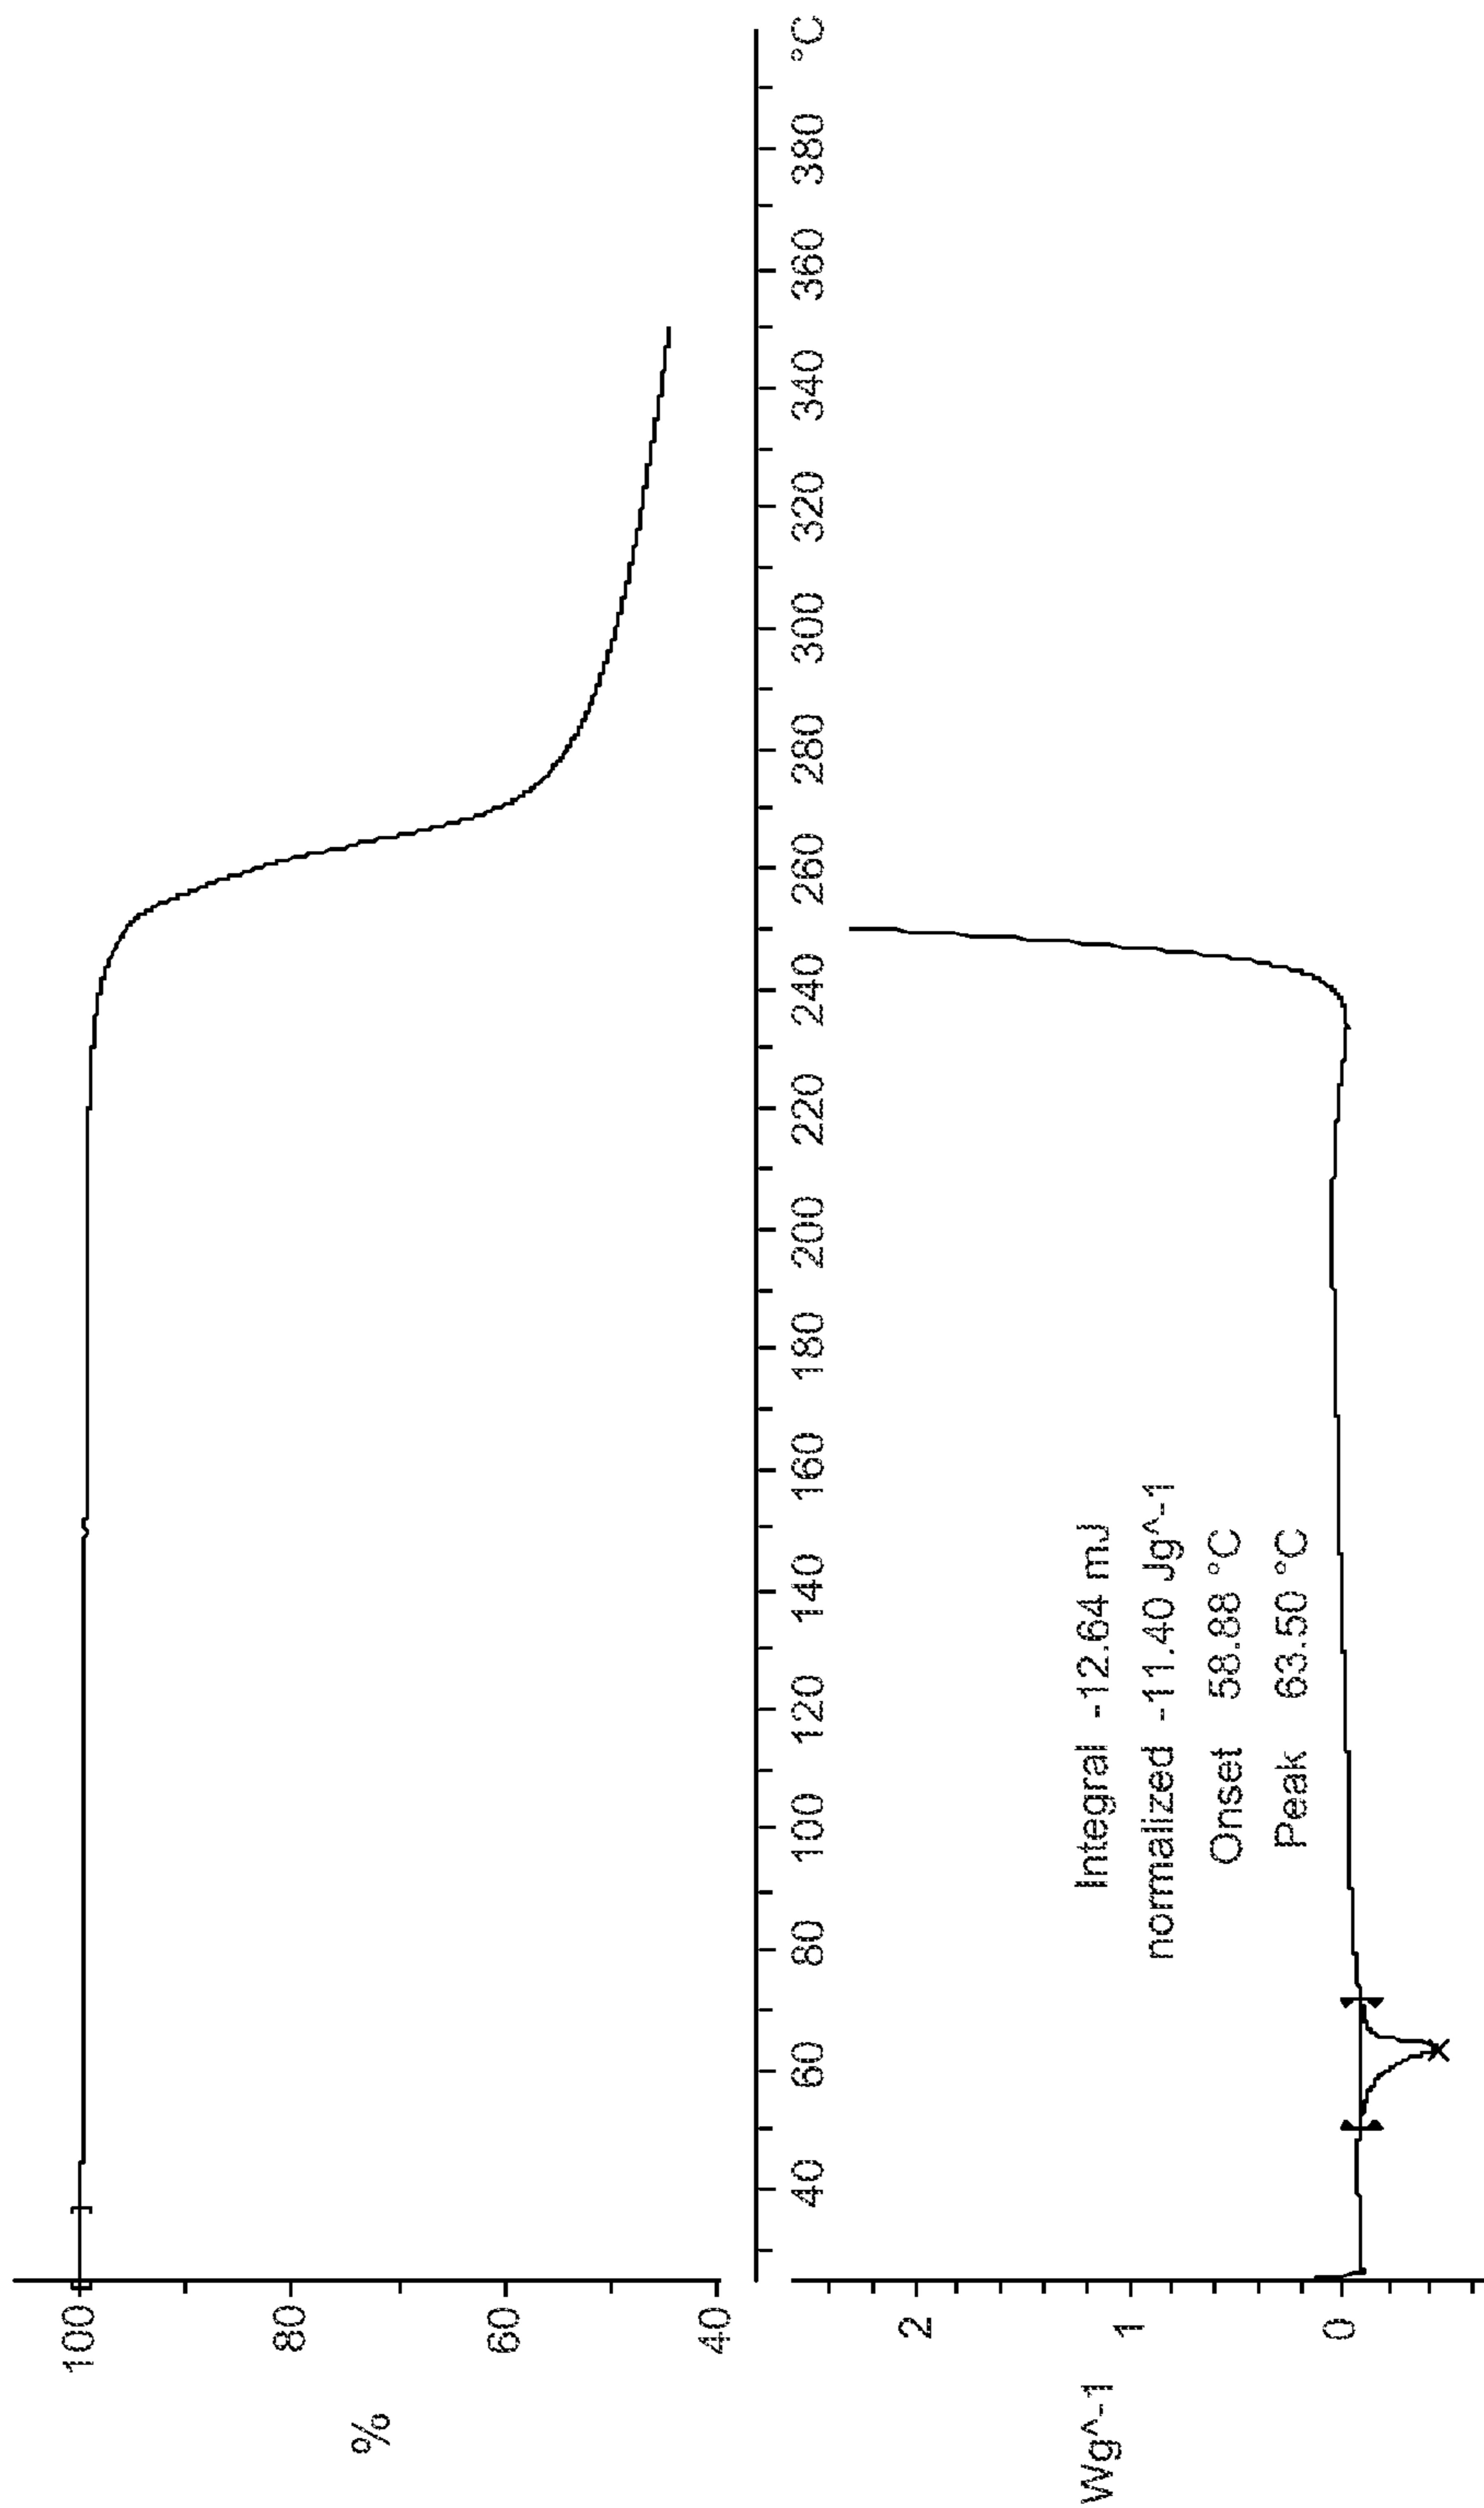 100
80
60
40
%
40 60 80 100 120 140 160 180 200 220 240 260 280 300 320 340 360 380 °C
2
1
0
Wg^-1
Integral -12.64 mJ
normalized -11.40 Jg^-1
Onset 58.88 °C
Peak 63.50 °C